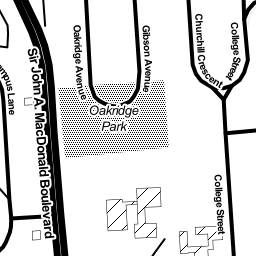 Sir John A. MacDonald Boulevard
Oakridge Avenue
Gibson Avenue
Churchill Crescent
College Street
Oakridge
Park
Lane
College Street